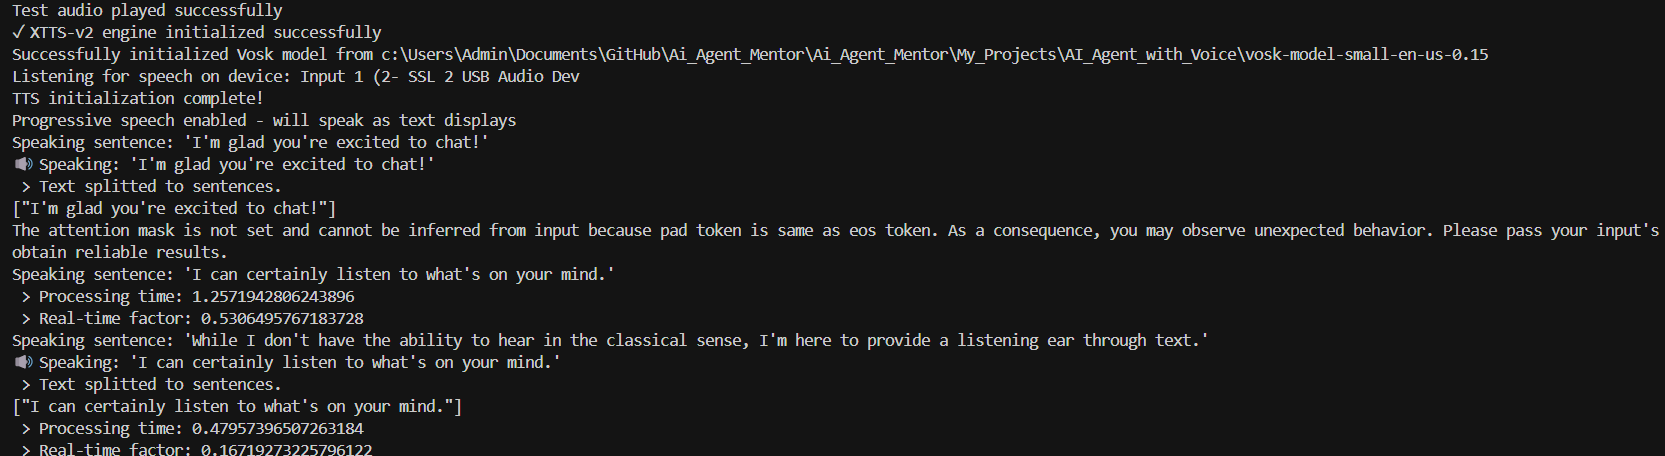 Test audio played successfully
✓ XTTS-v2 engine initialized successfully
Successfully initialized Vosk model from c:\Users\Admin\Documents\GitHub\Ai_Agent_Mentor\Ai_Agent_Mentor\My_Projects\AI_Agent_with_Voice\vosk-model-small-en-us-0.15
Listening for speech on device: Input 1 (2- SSL 2 USB Audio Dev
TTS initialization complete!
Progressive speech enabled - will speak as text displays
Speaking sentence: 'I'm glad you're excited to chat!'
🔊 Speaking: 'I'm glad you're excited to chat!'
 > Text splitted to sentences.
["I'm glad you're excited to chat!"]
The attention mask is not set and cannot be inferred from input because pad token is same as eos token. As a consequence, you may observe unexpected behavior. Please pass your input's
obtain reliable results.
Speaking sentence: 'I can certainly listen to what's on your mind.'
 > Processing time: 1.2571942806243896
 > Real-time factor: 0.5306495767183728
Speaking sentence: 'While I don't have the ability to hear in the classical sense, I'm here to provide a listening ear through text.'
🔊 Speaking: 'I can certainly listen to what's on your mind.'
 > Text splitted to sentences.
["I can certainly listen to what's on your mind."]
 > Processing time: 0.47957396507263184
 > Real-time factor: 0.16719273225796122